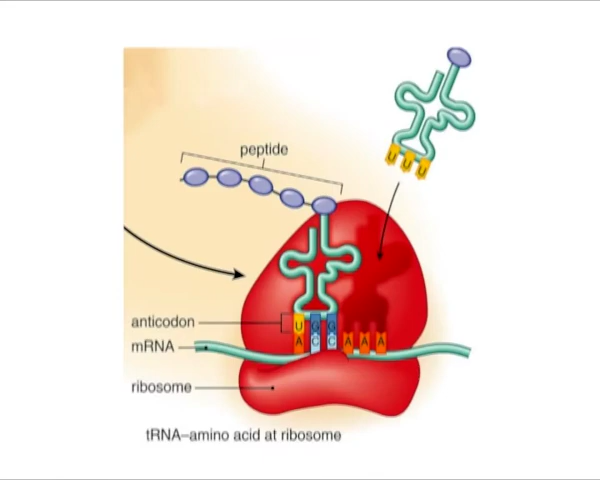 peptide
U U U
anticodon
U G G
mRNA
A C C A A A
ribosome
tRNA–amino acid at ribosome